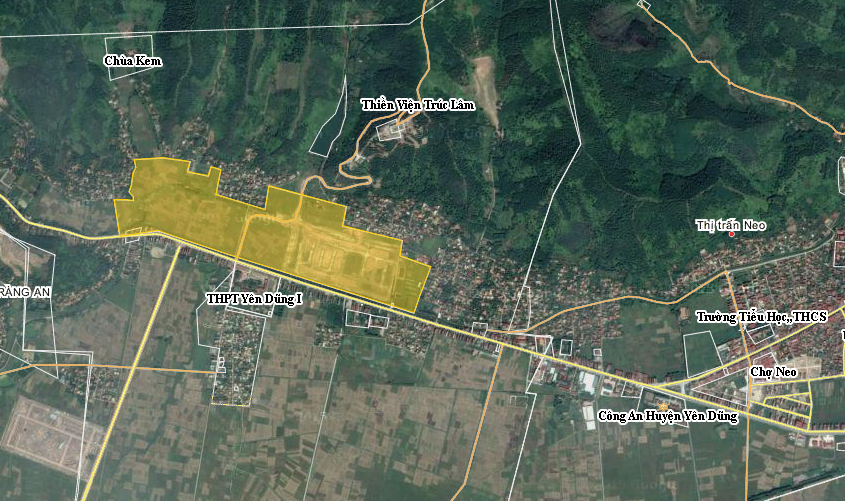 Chùa Kem
Thiền Viện Trúc Lâm
Thị trấn Neo
RẰNG AN
THPT Yên Dũng I
Trường Tiểu Học,,THCS
Chợ Neo
Công An Huyện Yên Dũng